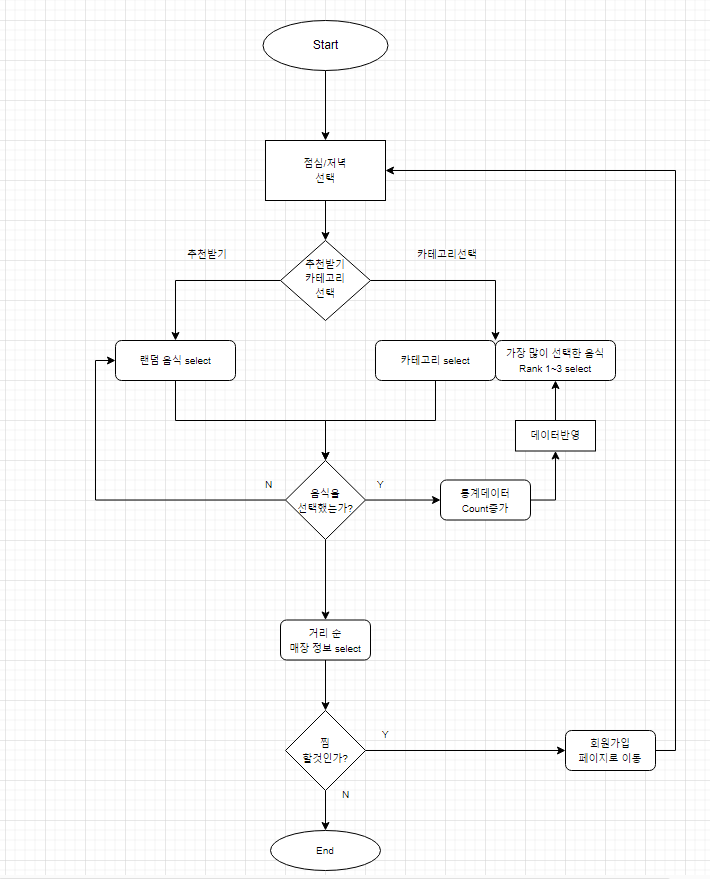 Start
점심/저녁
선택
추천받기
카테고리선택
추천받기
카테고리
선택
랜덤 음식 select
카테고리 select
가장 많이 선택한 음식
Rank 1~3 select
데이터반영
N
음식을
선택했는가?
Y
통계데이터
Count증가
거리 순
매장 정보 select
찜
할것인가?
Y
회원가입
페이지로 이동
N
End